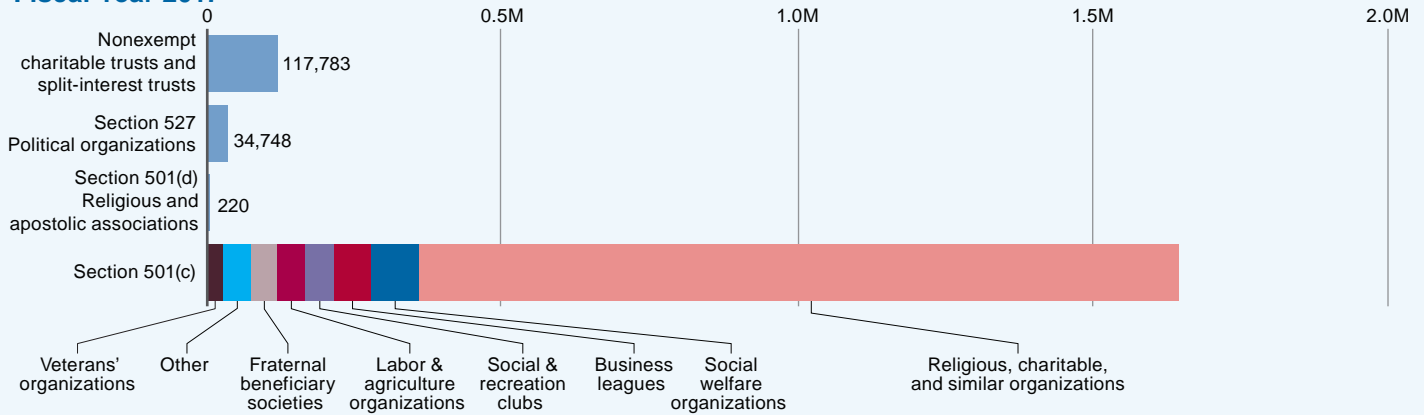 0 0.5M 1.0M 1.5M 2.0M
Nonexempt
charitable trusts and
split-interest trusts
117,783
Section 527
Political organizations
34,748
Section 501(d)
Religious and
apostolic associations
220
Section 501(c)
Veterans'
organizations
Other
Fraternal
beneficiary
societies
Labor &
agriculture
organizations
Social &
recreation
clubs
Business
leagues
Social
welfare
organizations
Religious, charitable,
and similar organizations